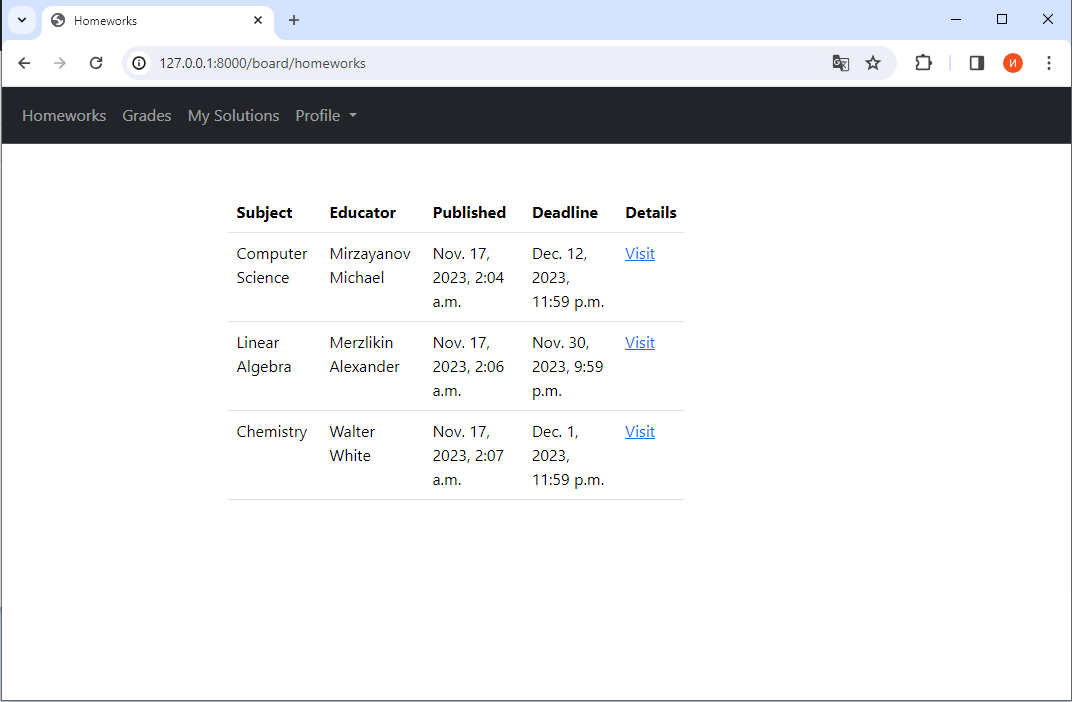 Homeworks
127.0.0.1:8000/board/homeworks
И
Homeworks Grades My Solutions Profile
Subject Educator Published Deadline Details
Computer Mirzayanov Nov. 17, Dec. 12, Visit
Science Michael 2023, 2:04 2023,
a.m. 11:59 p.m.
Linear Merzlikin Nov. 17, Nov. 30, Visit
Algebra Alexander 2023, 2:06 2023, 9:59
a.m. p.m.
Chemistry Walter Nov. 17, Dec. 1, Visit
White 2023, 2:07 2023,
a.m. 11:59 p.m.